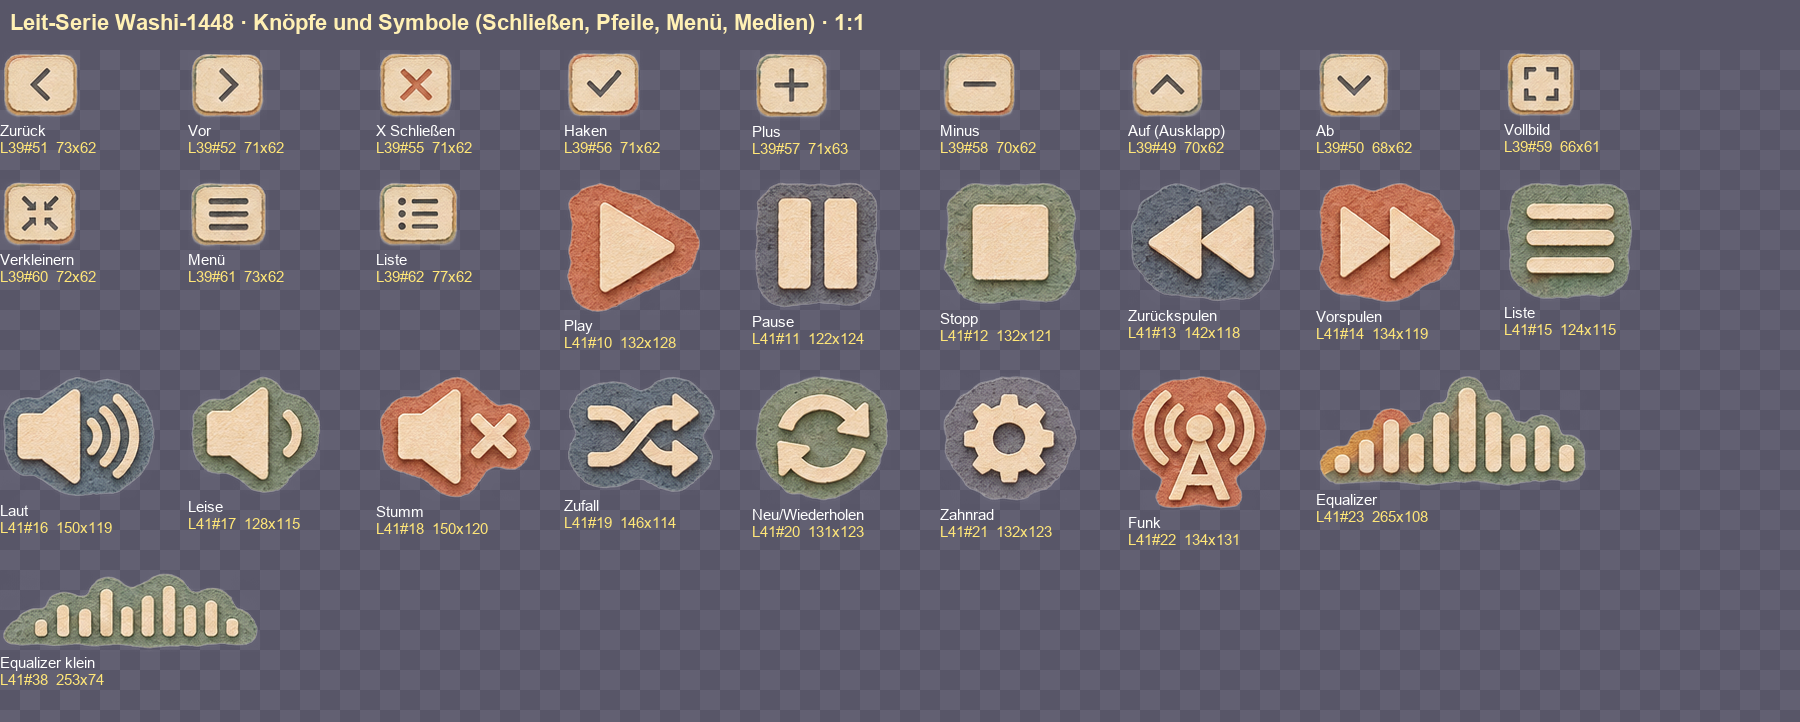 Leit-Serie Washi-1448 · Knöpfe und Symbole (Schließen, Pfeile, Menü, Medien) · 1:1
Zurück
L39#51 73x62
Vor
L39#52 71x62
X Schließen
L39#55 71x62
Haken
L39#56 71x62
Plus
L39#57 71x63
Minus
L39#58 70x62
Auf (Ausklapp)
L39#49 70x62
Ab
L39#50 68x62
Vollbild
L39#59 66x61
Verkleinern
L39#60 72x62
Menü
L39#61 73x62
Liste
L39#62 77x62
Play
L41#10 132x128
Pause
L41#11 122x124
Stopp
L41#12 132x121
Zurückspulen
L41#13 142x118
Vorspulen
L41#14 134x119
Liste
L41#15 124x115
Laut
L41#16 150x119
Leise
L41#17 128x115
Stumm
L41#18 150x120
Zufall
L41#19 146x114
Neu/Wiederholen
L41#20 131x123
Zahnrad
L41#21 132x123
Funk
L41#22 134x131
Equalizer
L41#23 265x108
Equalizer klein
L41#38 253x74